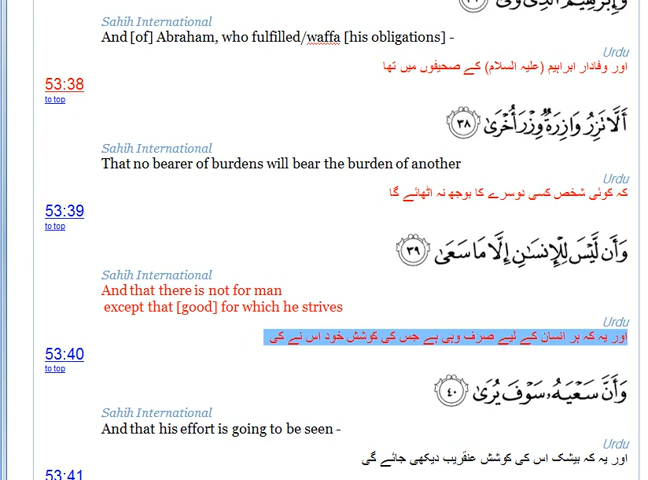 وَإِبْرَٰهِيمَ ٱلَّذِى وَفَّىٰٓ
Sahih International
And [of] Abraham, who fulfilled/waffa [his obligations] -
Urdu
اور وفادار ابراہیم (علیہ السلام) کے صحیفوں میں تھا
53:38
to top
أَلَّا تَزِرُ وَازِرَةٌ وِزْرَ أُخْرَىٰ ٣٨
Sahih International
That no bearer of burdens will bear the burden of another
Urdu
کہ کوئی شخص کسی دوسرے کا بوجھ نہ اٹھائے گا
53:39
to top
وَأَن لَّيْسَ لِلْإِنسَـٰنِ إِلَّا مَا سَعَىٰ ٣٩
Sahih International
And that there is not for man
except that [good] for which he strives
Urdu
اور یہ کہ ہر انسان کے لیے صرف وہی ہے جس کی کوشش خود اس نے کی
53:40
to top
وَأَنَّ سَعْيَهُۥ سَوْفَ يُرَىٰ ٤٠
Sahih International
And that his effort is going to be seen -
Urdu
اور یہ کہ بیشک اس کی کوشش عنقریب دیکھی جائے گی
53:41